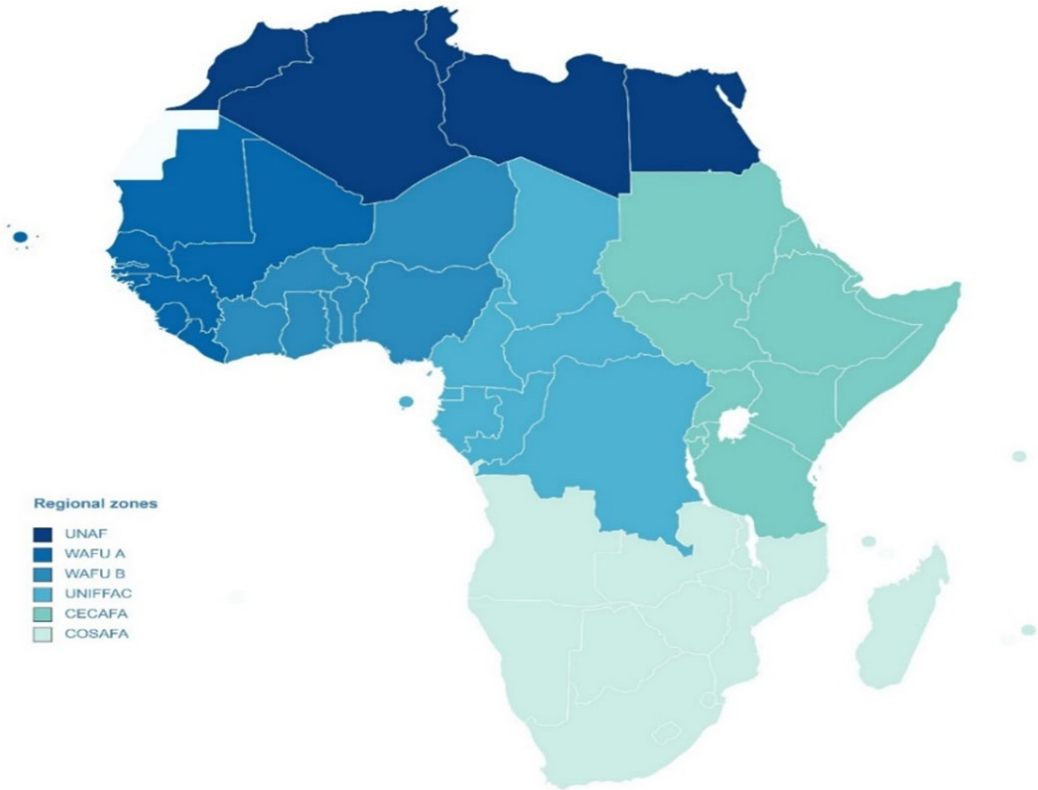 Regional zones
UNAF
WAFU A
WAFU B
UNIFFAC
CECAFA
COSAFA